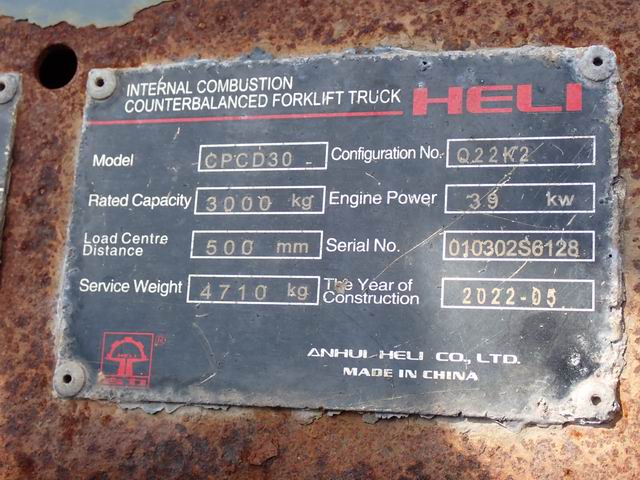 INTERNAL COMBUSTION
COUNTERBALANCED FORKLIFT TRUCK HELI
Model CPCD30 Configuration No. Q22K2
Rated Capacity 3000 kg Engine Power 39 kw
Load Centre Distance 500 mm Serial No. 010302S6128
Service Weight 4710 kg The Year of Construction 2022-05
HELI ®
ANHUI HELI CO., LTD.
MADE IN CHINA